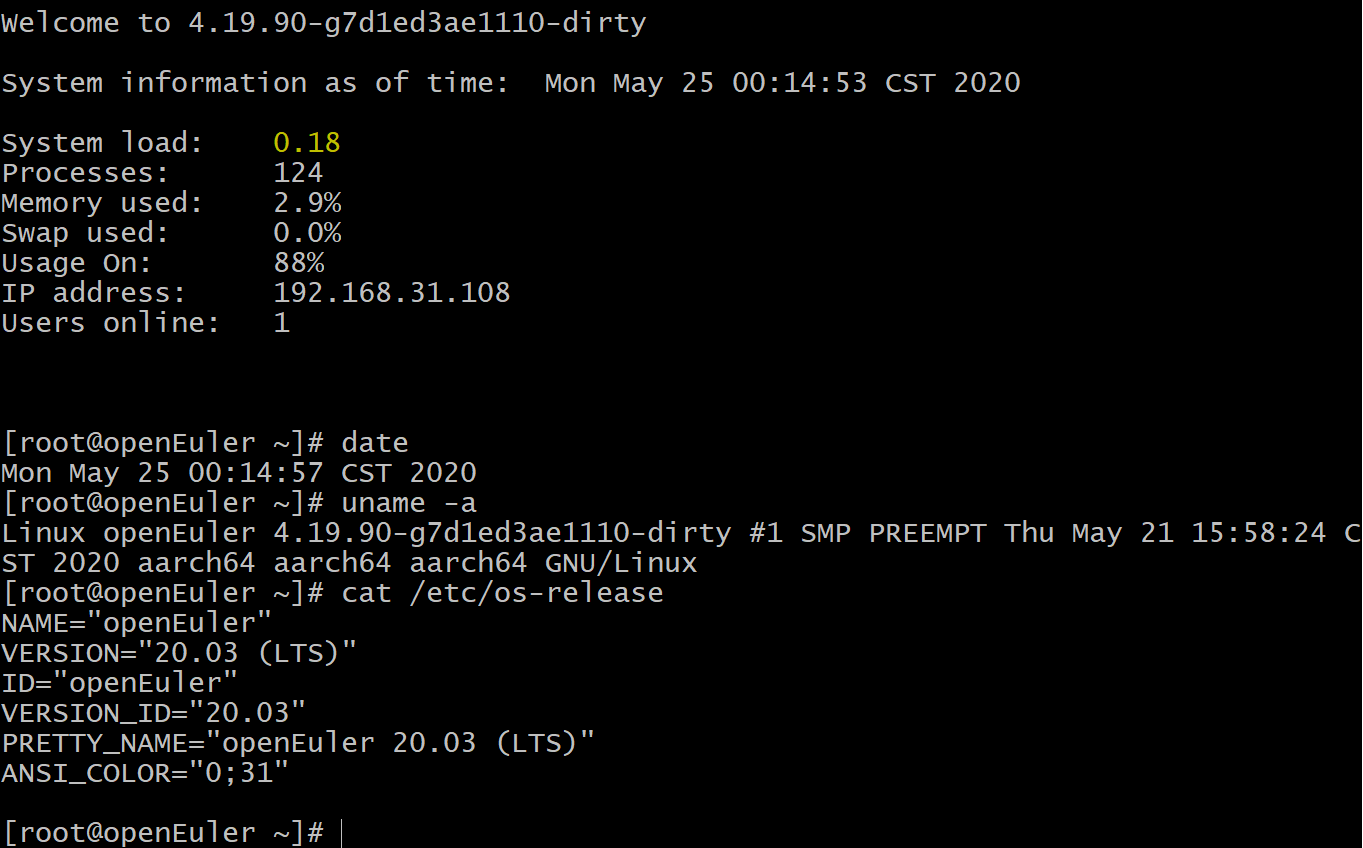 Welcome to 4.19.90-g7d1ed3ae1110-dirty
System information as of time:  Mon May 25 00:14:53 CST 2020
System load:    0.18
Processes:      124
Memory used:    2.9%
Swap used:      0.0%
Usage On:       88%
IP address:     192.168.31.108
Users online:   1
[root@openEuler ~]# date
Mon May 25 00:14:57 CST 2020
[root@openEuler ~]# uname -a
Linux openEuler 4.19.90-g7d1ed3ae1110-dirty #1 SMP PREEMPT Thu May 21 15:58:24 C
ST 2020 aarch64 aarch64 aarch64 GNU/Linux
[root@openEuler ~]# cat /etc/os-release
NAME="openEuler"
VERSION="20.03 (LTS)"
ID="openEuler"
VERSION_ID="20.03"
PRETTY_NAME="openEuler 20.03 (LTS)"
ANSI_COLOR="0;31"
[root@openEuler ~]#